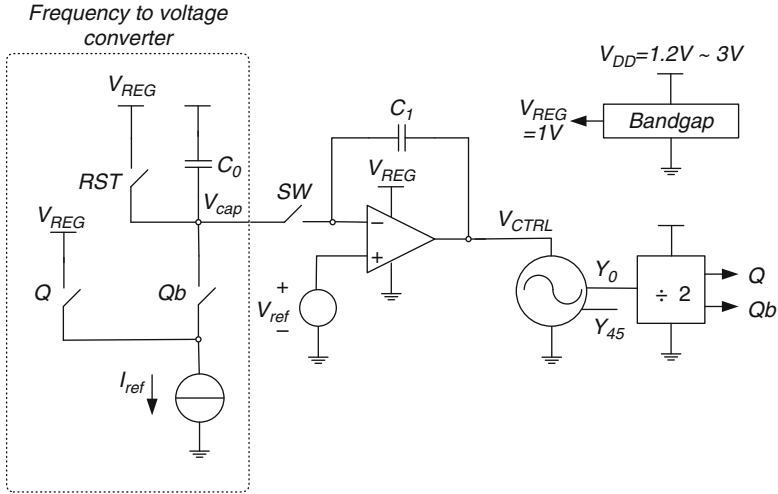 Frequency to voltage
converter
V_REG
C_0
RST
V_cap
V_REG
Q
Qb
I_ref
SW
C_1
V_REG
−
+
+
V_ref
−
V_CTRL
V_DD=1.2V ~ 3V
V_REG
=1V
Bandgap
Y_0
Y_45
÷ 2
Q
Qb